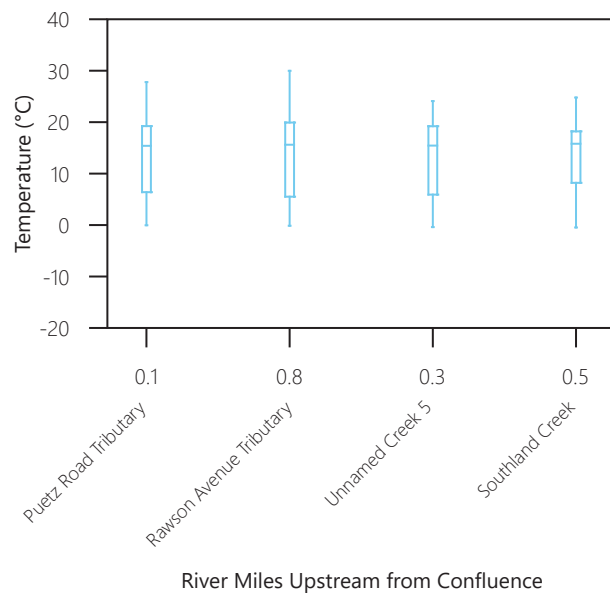 40
30
20
10
0
-10
-20
Temperature (°C)
0.1
0.8
0.3
0.5
Puetz Road Tributary
Rawson Avenue Tributary
Unnamed Creek 5
Southland Creek
River Miles Upstream from Confluence